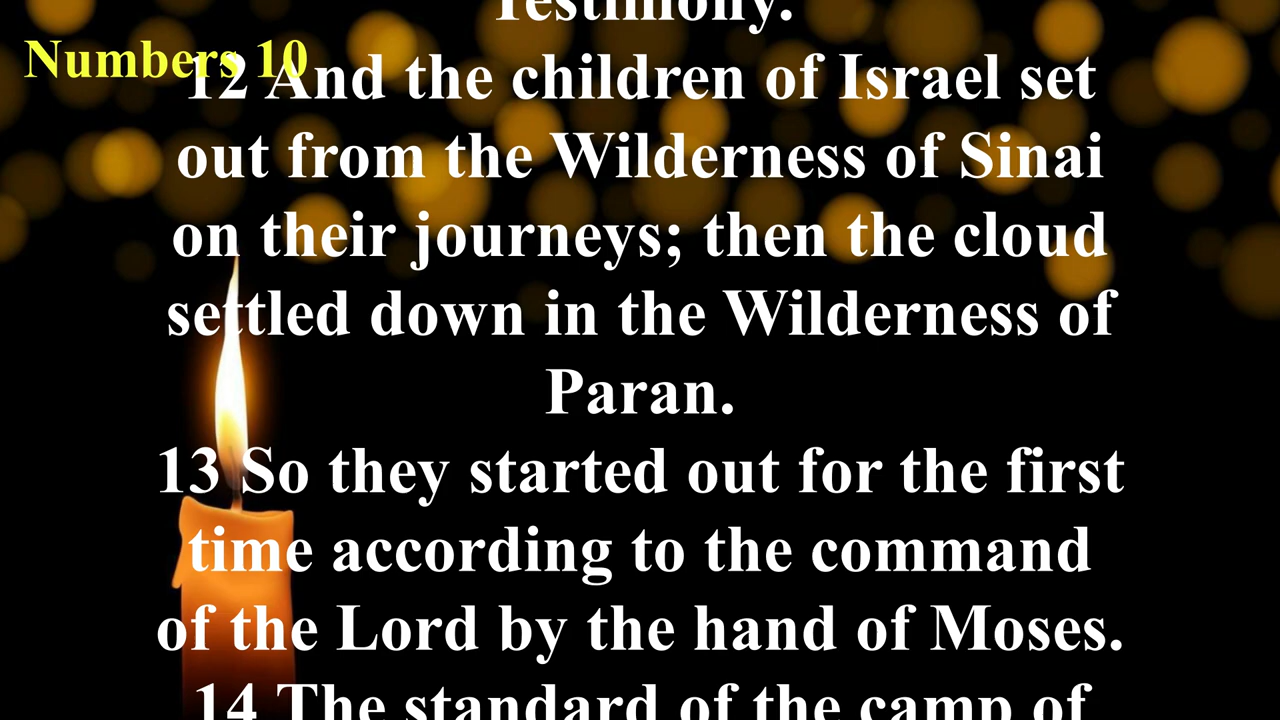 Testimony.
Numbers 10
12 And the children of Israel set
out from the Wilderness of Sinai
on their journeys; then the cloud
settled down in the Wilderness of
Paran.
13 So they started out for the first
time according to the command
of the Lord by the hand of Moses.
14 The standard of the camp of